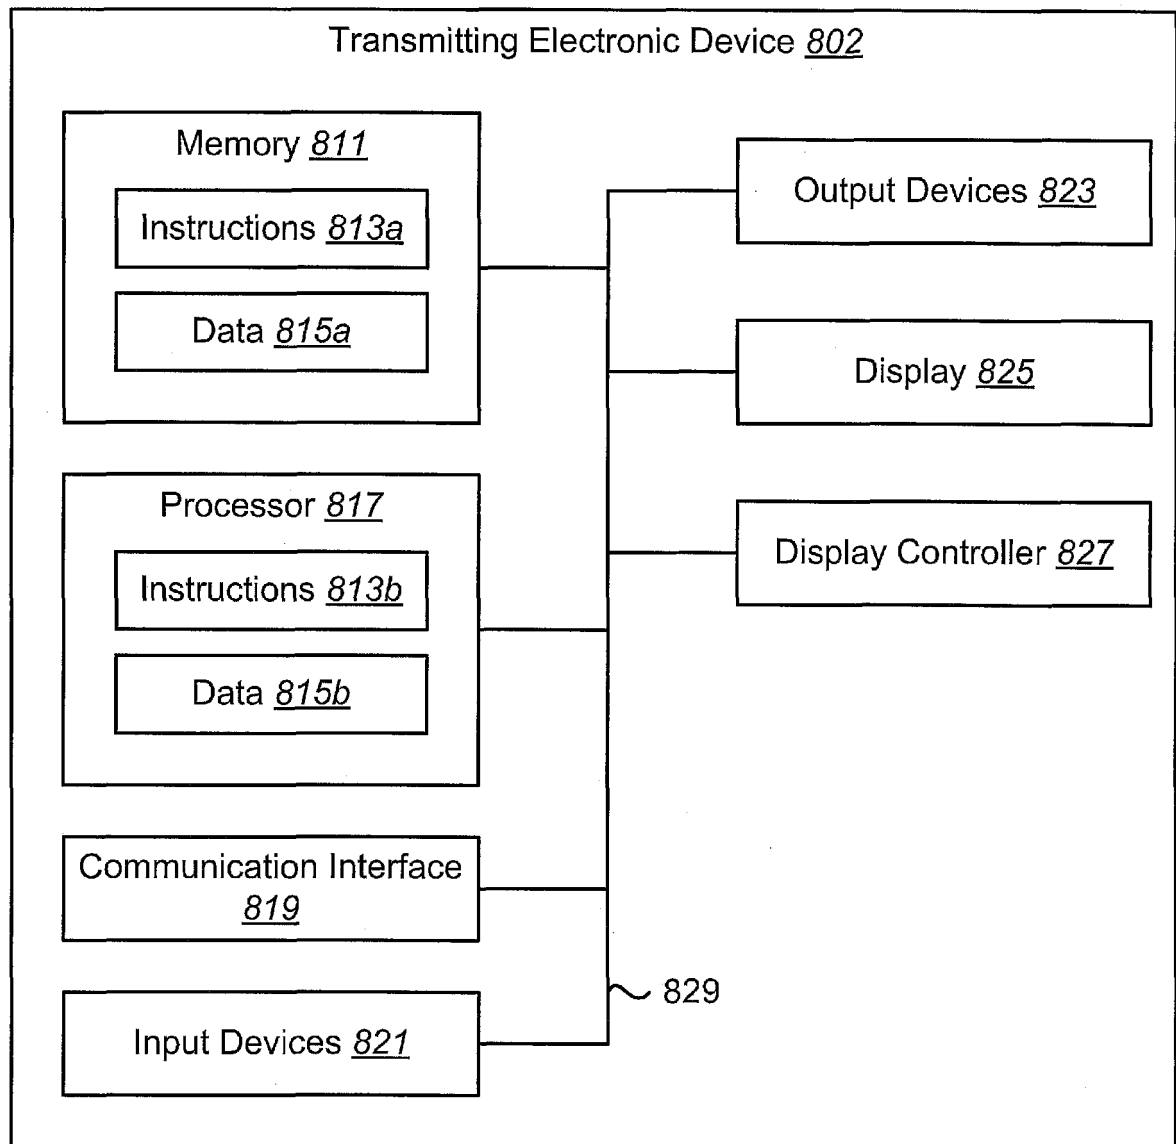 Transmitting Electronic Device 802
Memory 811
Instructions 813a
Data 815a
Processor 817
Instructions 813b
Data 815b
Communication Interface
819
Input Devices 821
Output Devices 823
Display 825
Display Controller 827
829